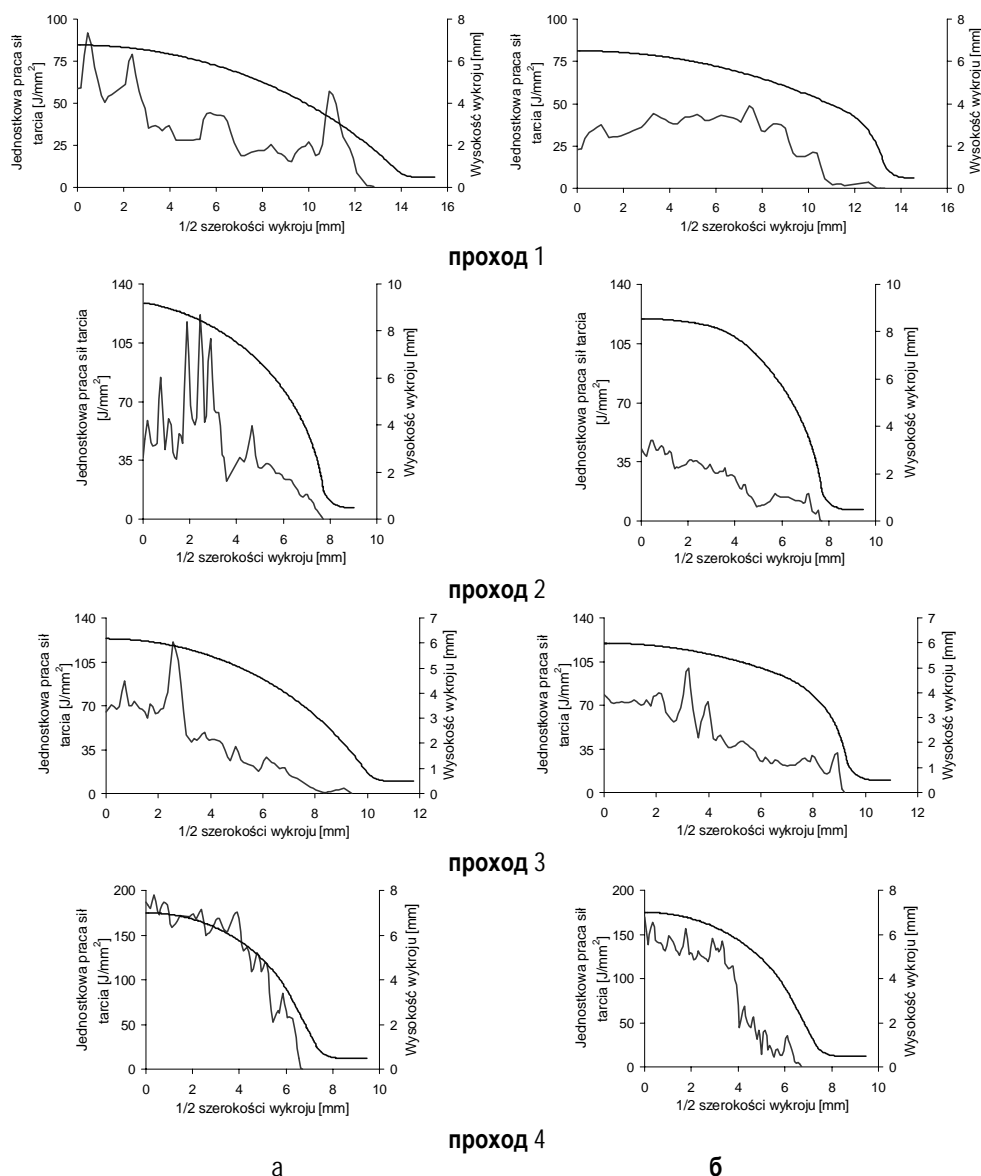 100
75
50
25
0
Jednostkowa praca sił
tarcia [J/mm²]
8
6
4
2
0
Wysokość wykroju [mm]
0 2 4 6 8 10 12 14 16
1/2 szerokości wykroju [mm]
100
75
50
25
0
Jednostkowa praca sił
tarcia [J/mm²]
8
6
4
2
0
Wysokość wykroju [mm]
0 2 4 6 8 10 12 14 16
1/2 szerokości wykroju [mm]
проход 1
140
105
70
35
0
Jednostkowa praca sił tarcia
[J/mm²]
10
8
6
4
2
0
Wysokość wykroju [mm]
0 2 4 6 8 10
1/2 szerokości wykroju [mm]
140
105
70
35
0
Jednostkowa praca sił tarcia
[J/mm²]
10
8
6
4
2
0
Wysokość wykroju [mm]
0 2 4 6 8 10
1/2 szerokości wykroju [mm]
проход 2
140
105
70
35
0
Jednostkowa praca sił
tarcia [J/mm²]
7
6
5
4
3
2
1
0
Wysokość wykroju [mm]
0 2 4 6 8 10 12
1/2 szerokości wykroju [mm]
140
105
70
35
0
Jednostkowa praca sił
tarcia [J/mm²]
7
6
5
4
3
2
1
0
Wysokość wykroju [mm]
0 2 4 6 8 10 12
1/2 szerokości wykroju [mm]
проход 3
200
150
100
50
0
Jednostkowa praca sił
tarcia [J/mm²]
8
6
4
2
0
Wysokość wykroju [mm]
0 2 4 6 8 10
1/2 szerokości wykroju [mm]
200
150
100
50
0
Jednostkowa praca sił
tarcia [J/mm²]
8
6
4
2
0
Wysokość wykroju [mm]
0 2 4 6 8 10
1/2 szerokości wykroju [mm]
проход 4
а б